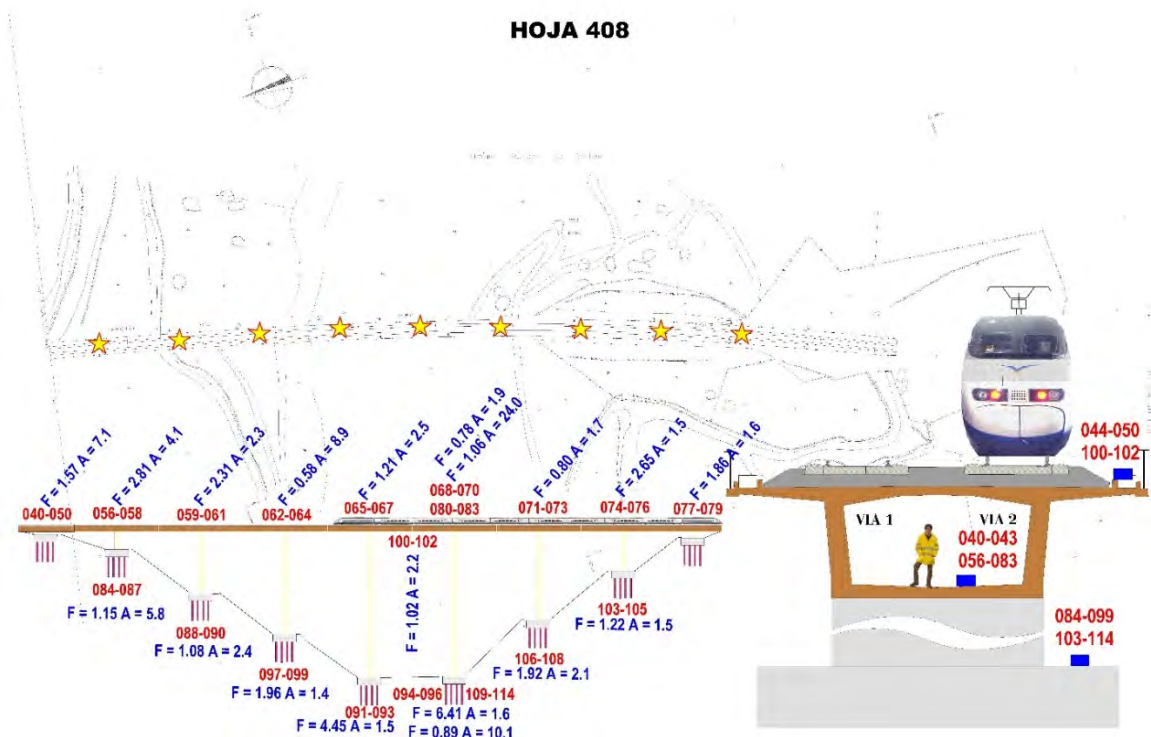 HOJA 408
F = 1.57 A = 7.1
F = 2.81 A = 4.1
F = 2.31 A = 2.3
F = 0.58 A = 8.9
F = 1.21 A = 2.5
F = 0.78 A = 1.9
F = 1.06 A = 24.0
F = 0.80 A = 1.7
F = 2.65 A = 1.5
F = 1.86 A = 1.6
040-050
056-058
059-061
062-064
065-067
068-070
080-083
071-073
074-076
077-079
100-102
F = 1.02 A = 2.2
084-087
F = 1.15 A = 5.8
088-090
F = 1.08 A = 2.4
097-099
F = 1.96 A = 1.4
091-093
F = 4.45 A = 1.5
094-096
109-114
F = 6.41 A = 1.6
F = 0.89 A = 10.1
106-108
F = 1.92 A = 2.1
103-105
F = 1.22 A = 1.5
044-050
100-102
VIA 1
VIA 2
040-043
056-083
084-099
103-114